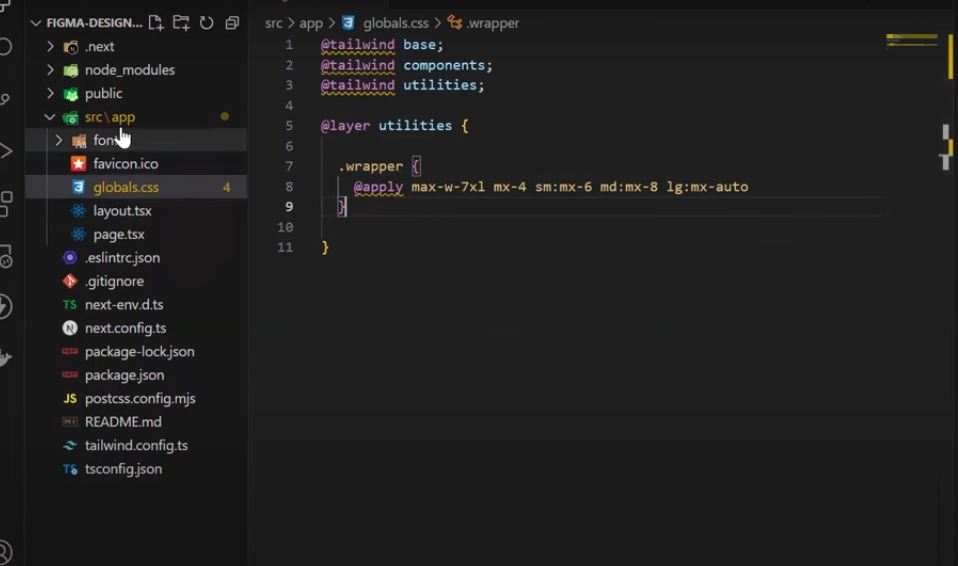 FIGMA-DESIGN...
.next
node_modules
public
src\app
favicon.ico
globals.css 4
layout.tsx
page.tsx
.eslintrc.json
.gitignore
TS next-env.d.ts
N next.config.ts
package-lock.json
package.json
JS postcss.config.mjs
README.md
tailwind.config.ts
TS tsconfig.json
src > app > globals.css > .wrapper
1 @tailwind base;
2 @tailwind components;
3 @tailwind utilities;
4
5 @layer utilities {
6
7 .wrapper {
8 @apply max-w-7xl mx-4 sm:mx-6 md:mx-8 lg:mx-auto
9 }
10
11 }